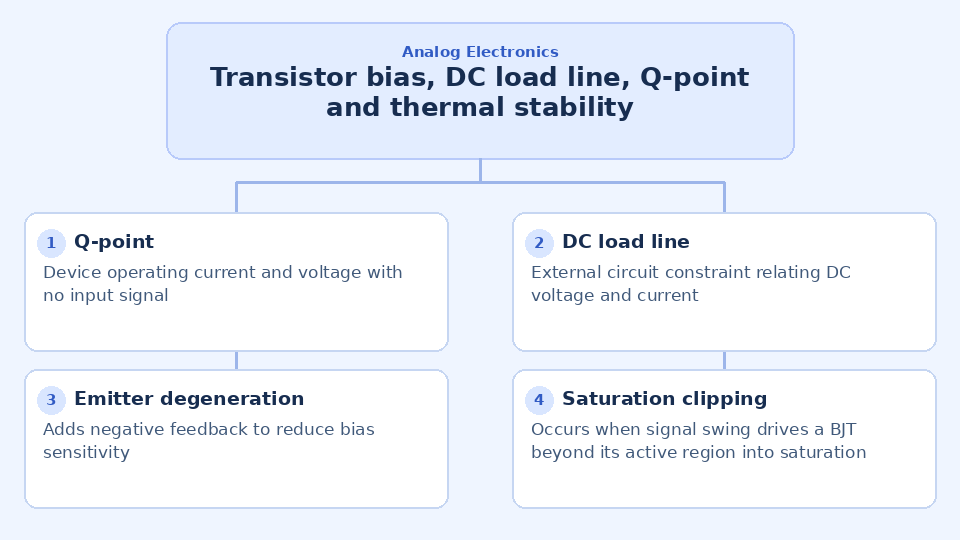 Analog Electronics
Transistor bias, DC load line, Q-point
and thermal stability
1 Q-point
Device operating current and voltage with
no input signal
2 DC load line
External circuit constraint relating DC
voltage and current
3 Emitter degeneration
Adds negative feedback to reduce bias
sensitivity
4 Saturation clipping
Occurs when signal swing drives a BJT
beyond its active region into saturation